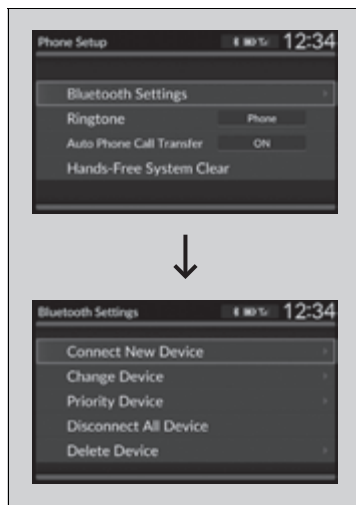 Phone Setup 12:34
Bluetooth Settings
Ringtone Phone
Auto Phone Call Transfer ON
Hands-Free System Clear
Bluetooth Settings 12:34
Connect New Device
Change Device
Priority Device
Disconnect All Device
Delete Device